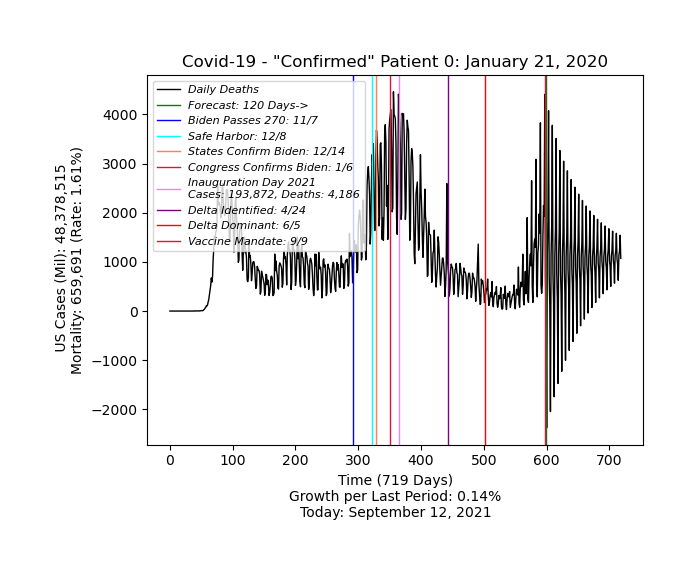 Covid-19 - "Confirmed" Patient 0: January 21, 2020
Daily Deaths
Forecast: 120 Days->
Biden Passes 270: 11/7
Safe Harbor: 12/8
States Confirm Biden: 12/14
Congress Confirms Biden: 1/6
Inauguration Day 2021
Cases: 193,872, Deaths: 4,186
Delta Identified: 4/24
Delta Dominant: 6/5
Vaccine Mandate: 9/9
US Cases (Mil): 48,378,515
Mortality: 659,691 (Rate: 1.61%)
4000
3000
2000
1000
0
−1000
−2000
0 100 200 300 400 500 600 700
Time (719 Days)
Growth per Last Period: 0.14%
Today: September 12, 2021